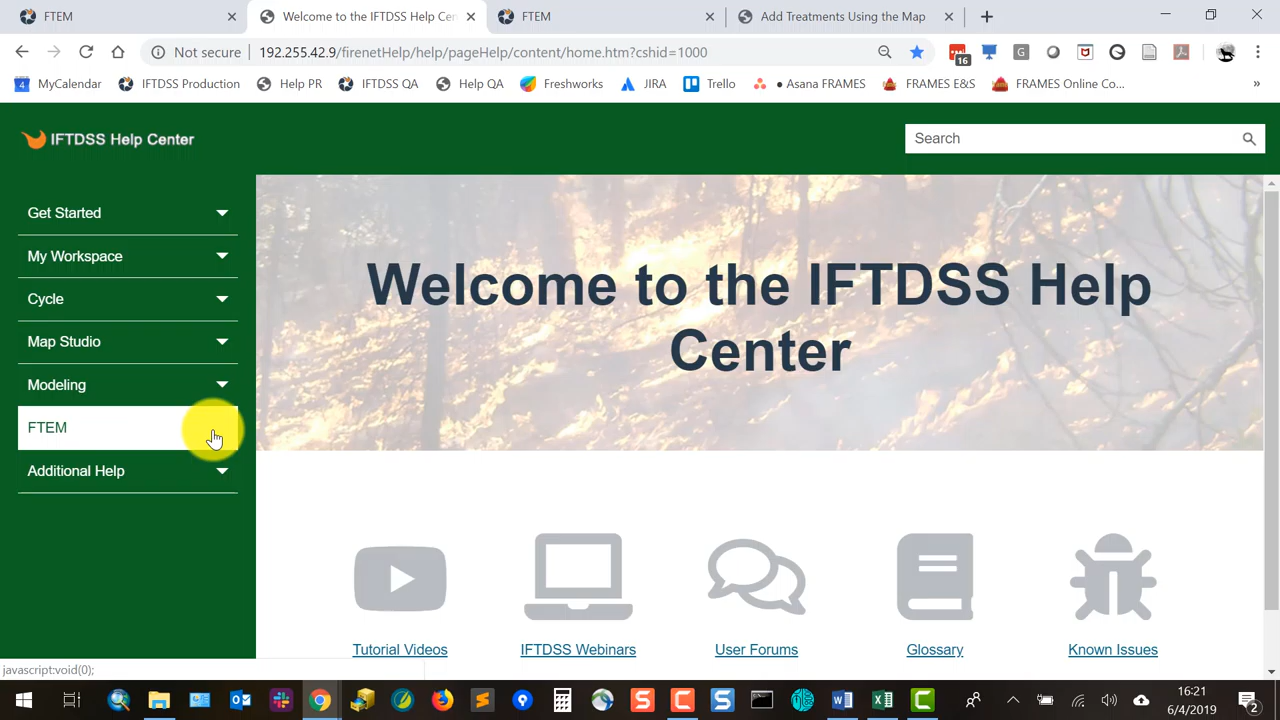 FTEM
Welcome to the IFTDSS Help Cen
FTEM
Add Treatments Using the Map
Not secure
192.255.42.9/firenetHelp/help/pageHelp/content/home.htm?cshid=1000
16
MyCalendar
IFTDSS Production
Help PR
IFTDSS QA
Help QA
Freshworks
JIRA
Trello
Asana FRAMES
FRAMES E&S
FRAMES Online Co...
»
IFTDSS Help Center
Search
Get Started
My Workspace
Cycle
Map Studio
Modeling
FTEM
Additional Help
Welcome to the IFTDSS Help
Center
Tutorial Videos
IFTDSS Webinars
User Forums
Glossary
Known Issues
javascript:void(0);
16:21
6/4/2019
2